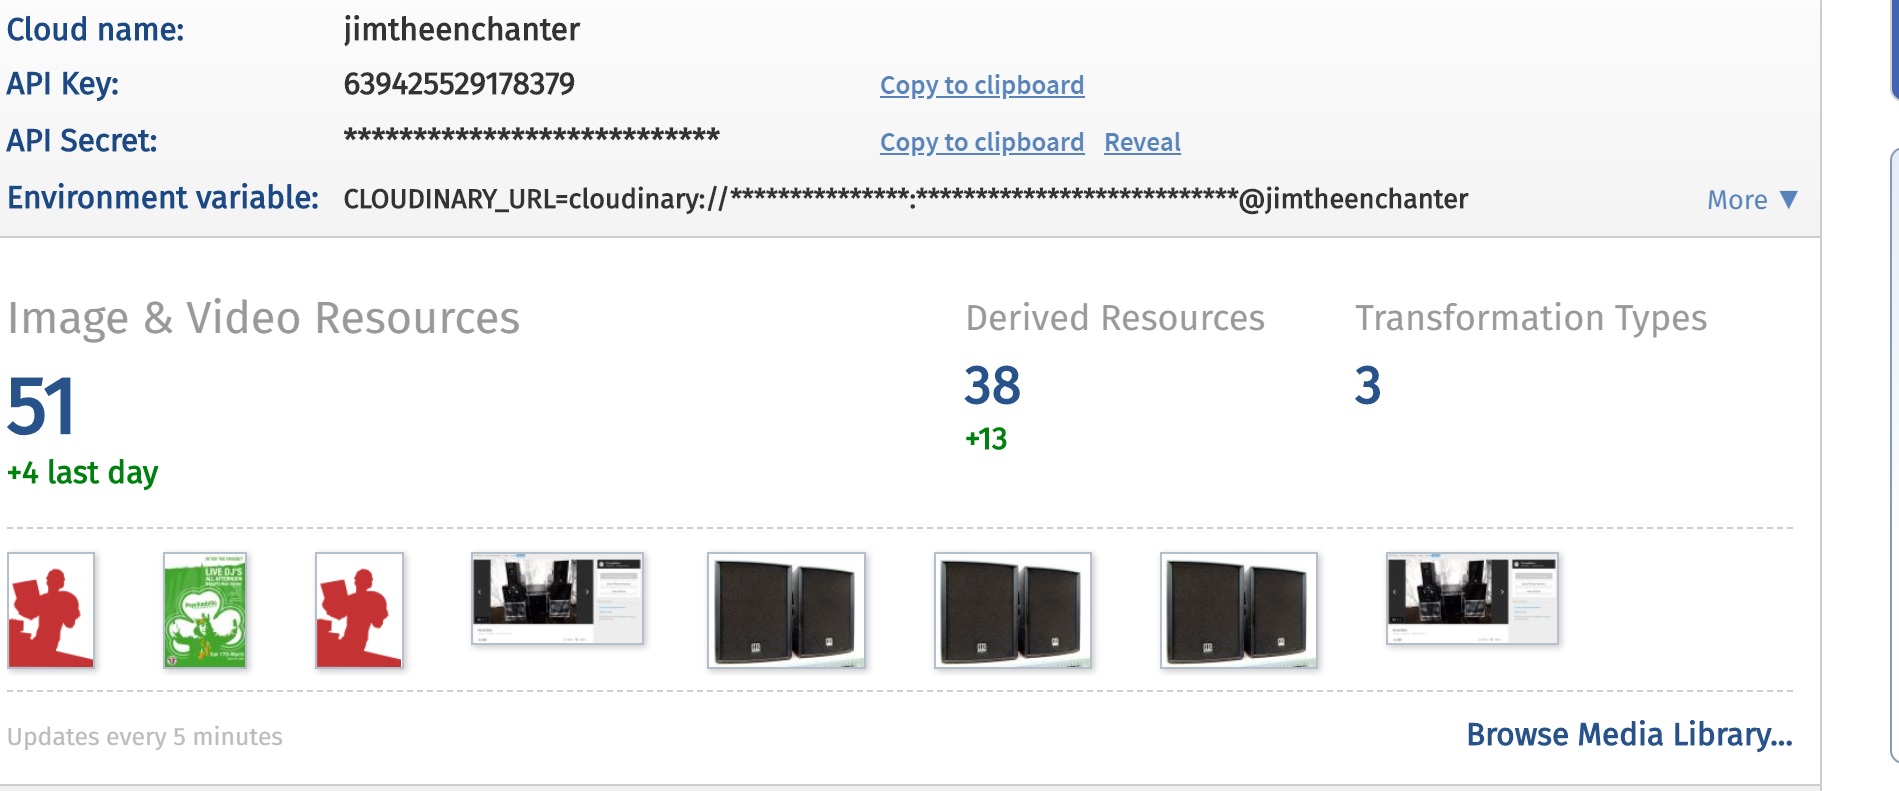 Cloud name: jimtheenchanter
API Key: 639425529178379 Copy to clipboard
API Secret: *************************** Copy to clipboard Reveal
Environment variable: CLOUDINARY_URL=cloudinary://***************:***************************@jimtheenchanter More ▼
Image & Video Resources Derived Resources Transformation Types
51 38 3
+4 last day +13
LIVE DJ'S
ALL AFTERNOON
Updates every 5 minutes Browse Media Library...